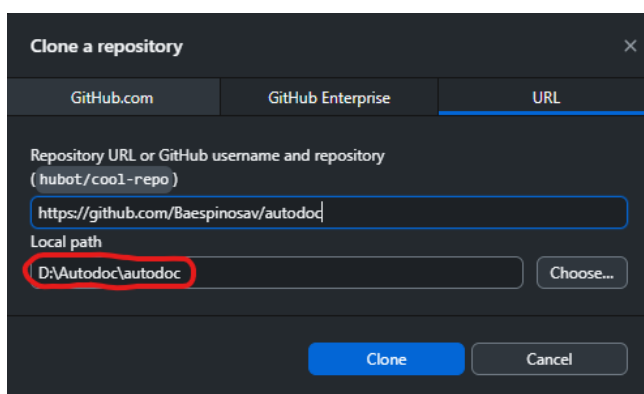 Clone a repository
GitHub.com GitHub Enterprise URL
Repository URL or GitHub username and repository
(hubot/cool-repo)
https://github.com/Baespinosav/autodoc
Local path
D:\Autodoc\autodoc Choose...
Clone Cancel